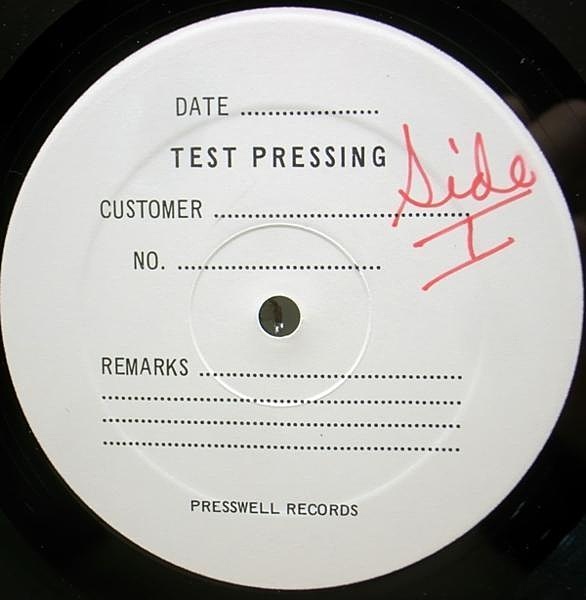 DATE ....................
TEST PRESSING
Side
I
CUSTOMER ......................................
NO. ..............................
REMARKS ......................................
....................................................
....................................................
....................................................
PRESSWELL RECORDS